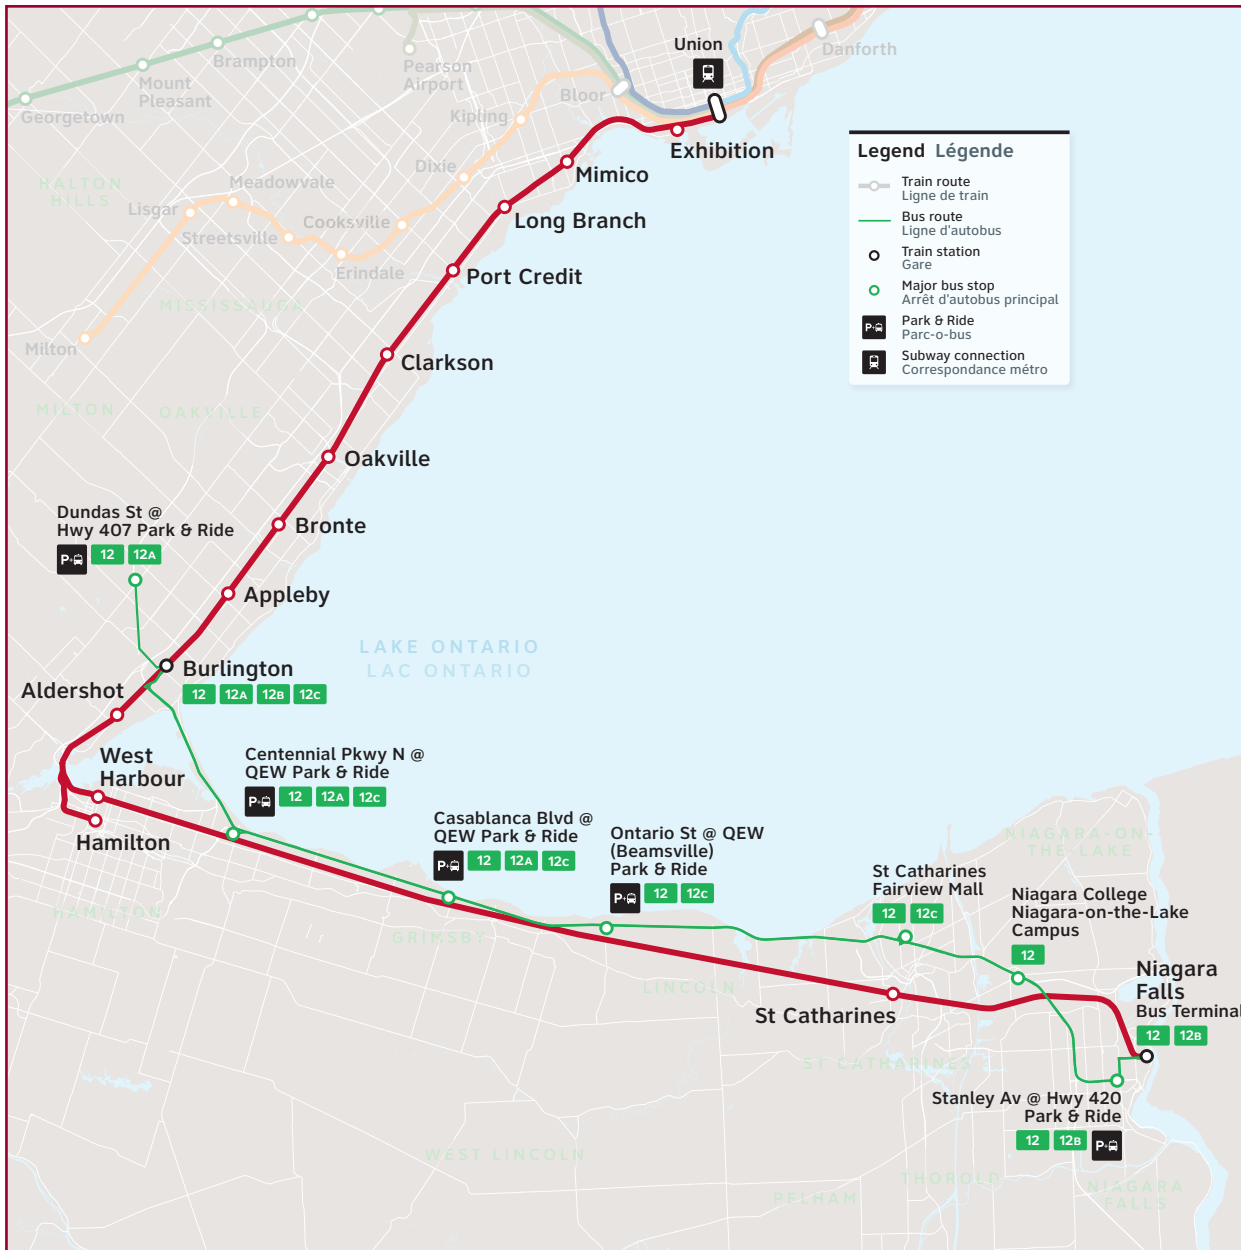 Union
Danforth
Brampton
Pearson
Airport
Mount
Pleasant
Bloor
Georgetown
Kipling
Exhibition
Legend Légende
Train route
Ligne de train
Bus route
Ligne d'autobus
Train station
Gare
Major bus stop
Arrêt d'autobus principal
P Park & Ride
Parc-o-bus
Subway connection
Correspondance métro
Dixie
Mimico
HALTON
HILLS
Meadowvale
Lisgar
Cooksville
Long Branch
Streetsville
Erindale
Port Credit
MISSISSAUGA
Milton
Clarkson
MILTON
OAKVILLE
Oakville
Dundas St @
Hwy 407 Park & Ride
P 12 12A
Bronte
Appleby
LAKE ONTARIO
LAC ONTARIO
Burlington
12 12A 12B 12C
Aldershot
West
Harbour
Centennial Pkwy N @
QEW Park & Ride
P 12 12A 12C
Hamilton
Casablanca Blvd @
QEW Park & Ride
P 12 12A 12C
Ontario St @ QEW
(Beamsville)
Park & Ride
P 12 12C
NIAGARA-ON-
THE-LAKE
St Catharines
Fairview Mall
12 12C
Niagara College
Niagara-on-the-Lake
Campus
12
HAMILTON
GRIMSBY
LINCOLN
Niagara
Falls
Bus Terminal
12 12B
St Catharines
ST CATHARINES
Stanley Av @ Hwy 420
Park & Ride
12 12B P
WEST LINCOLN
THOROLD
PELHAM
NIAGARA
FALLS